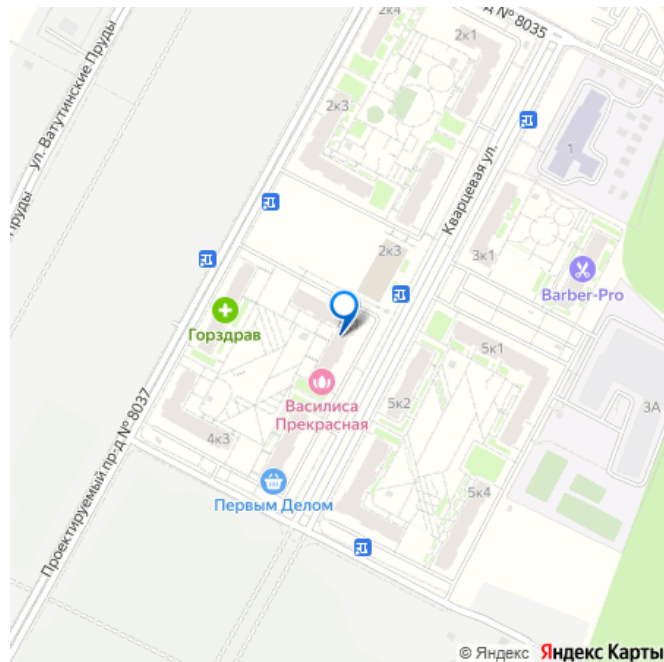 2к4
д № 8035
2к1
ул. Ватутинские Пруды
2к3
1
Пруды
Кварцевая ул.
2к3
3к1
Barber-Pro
Горздрав
5к1
Василиса
Прекрасная
5к2
3А
4к3
Проектируемый пр-д № 8037
Первым Делом
5к4
© Яндекс Яндекс Карты